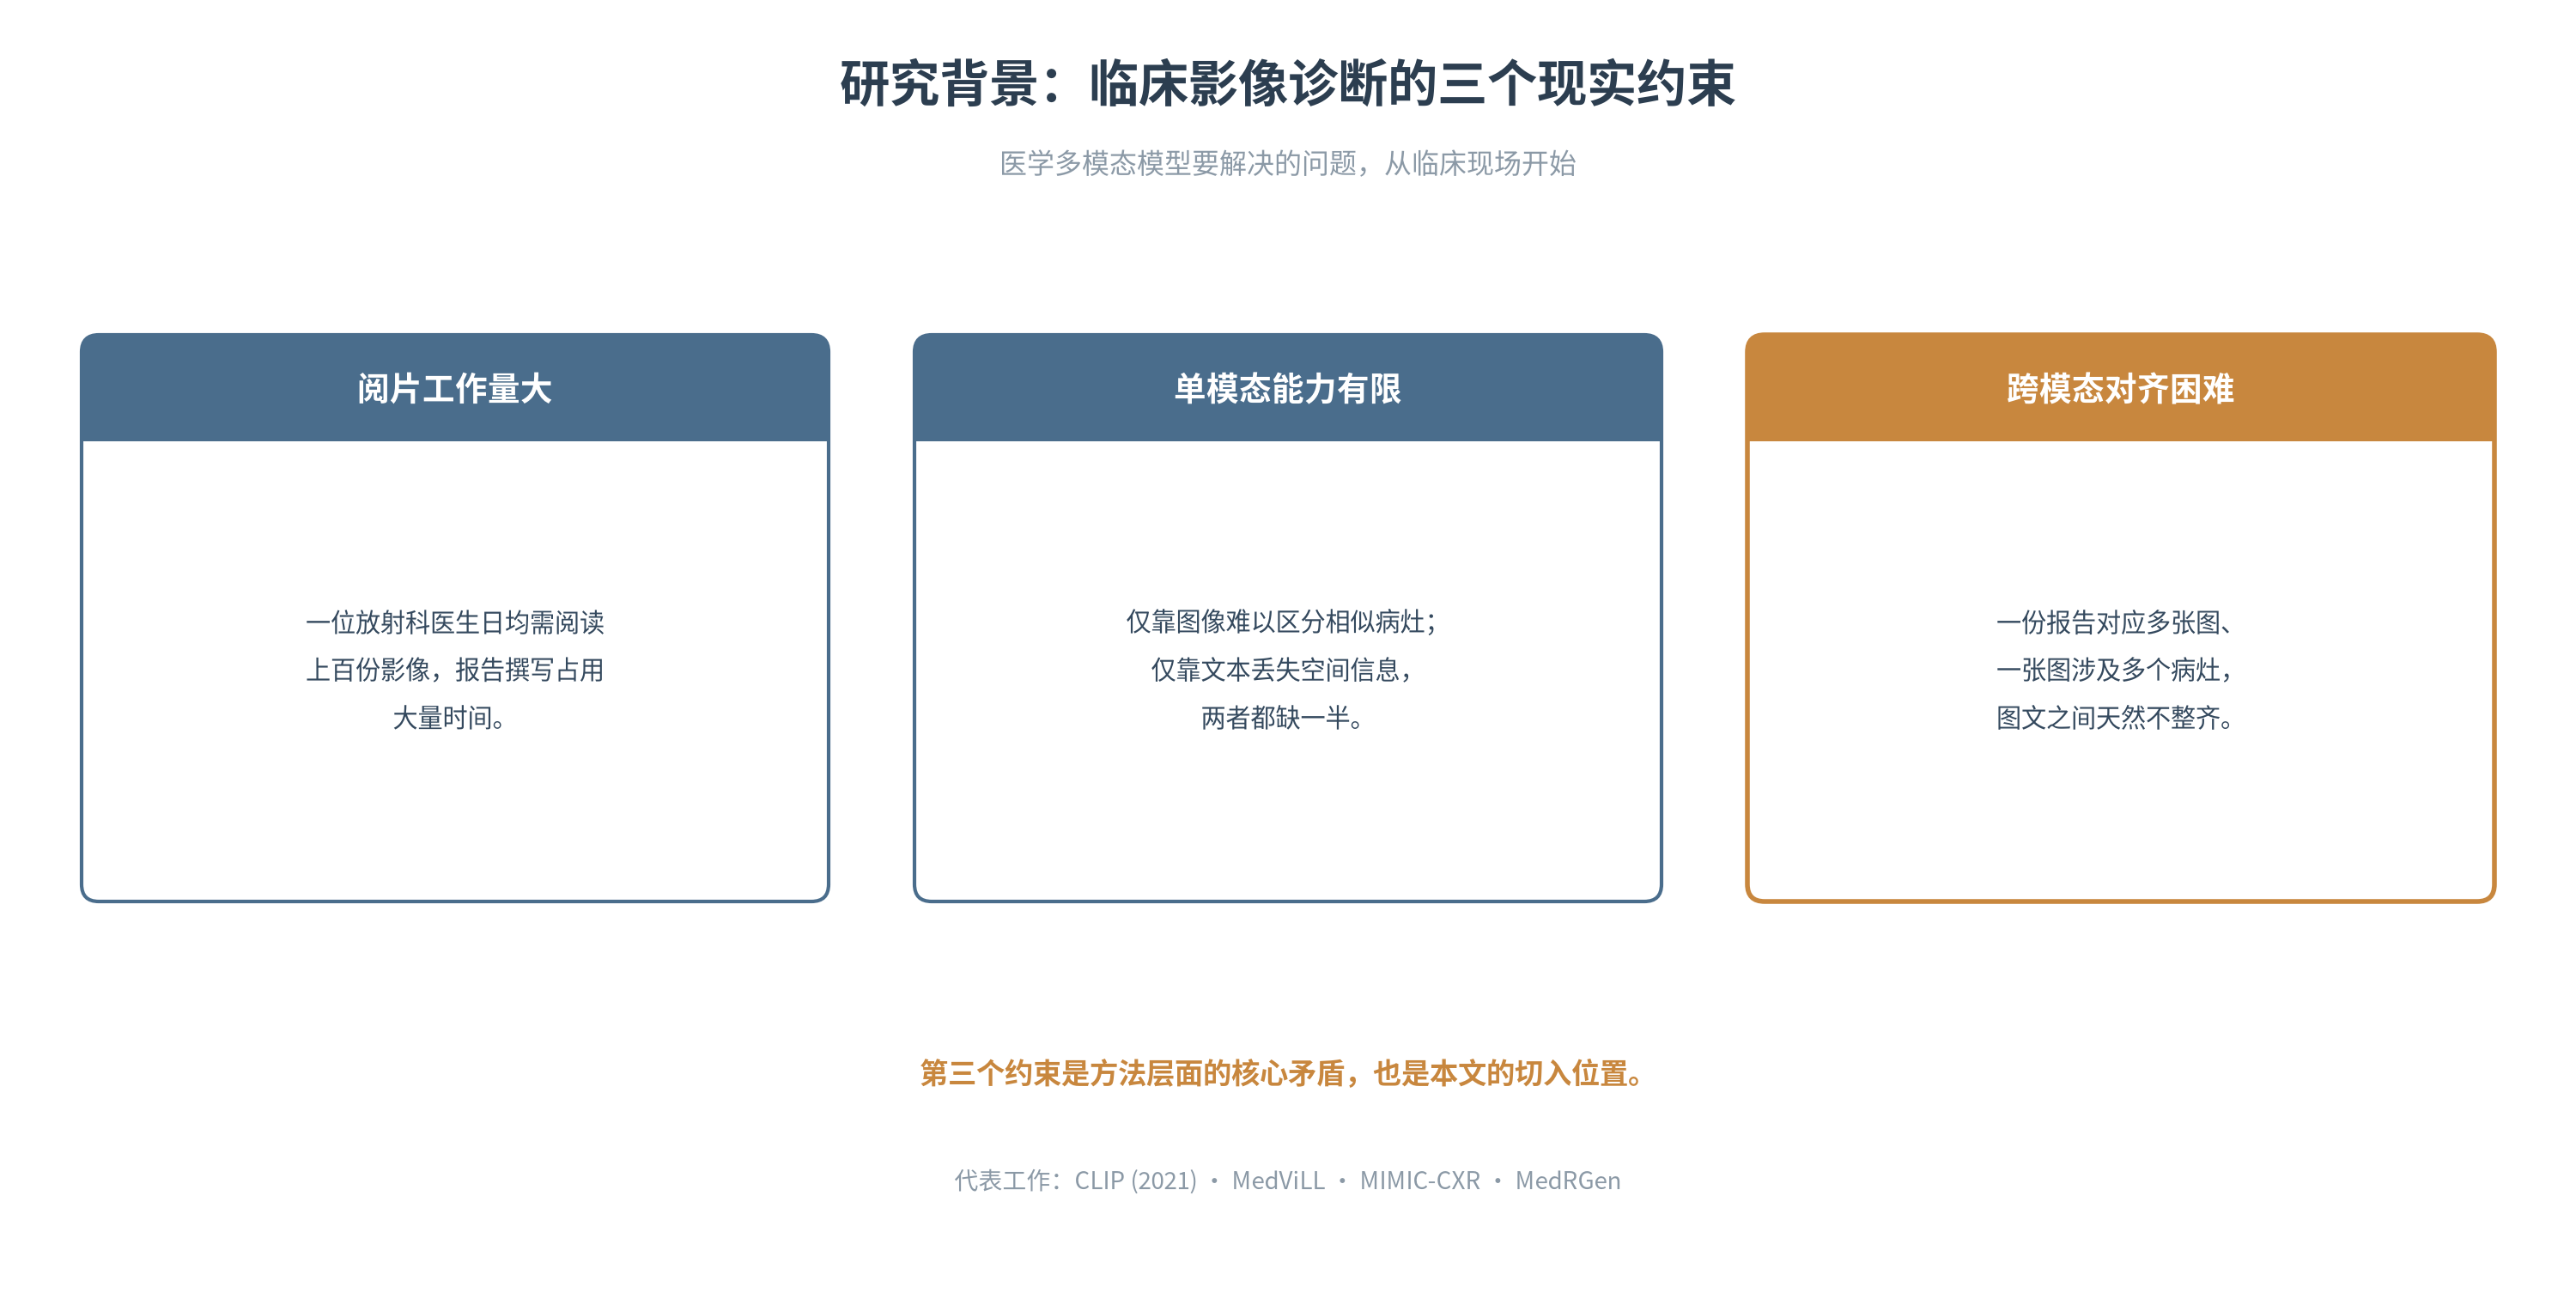 研究背景：临床影像诊断的三个现实约束
医学多模态模型要解决的问题，从临床现场开始
阅片工作量大
一位放射科医生日均需阅读
上百份影像，报告撰写占用
大量时间。
单模态能力有限
仅靠图像难以区分相似病灶；
仅靠文本丢失空间信息，
两者都缺一半。
跨模态对齐困难
一份报告对应多张图、
一张图涉及多个病灶，
图文之间天然不整齐。
第三个约束是方法层面的核心矛盾，也是本文的切入位置。
代表工作：CLIP (2021) · MedViLL · MIMIC-CXR · MedRGen